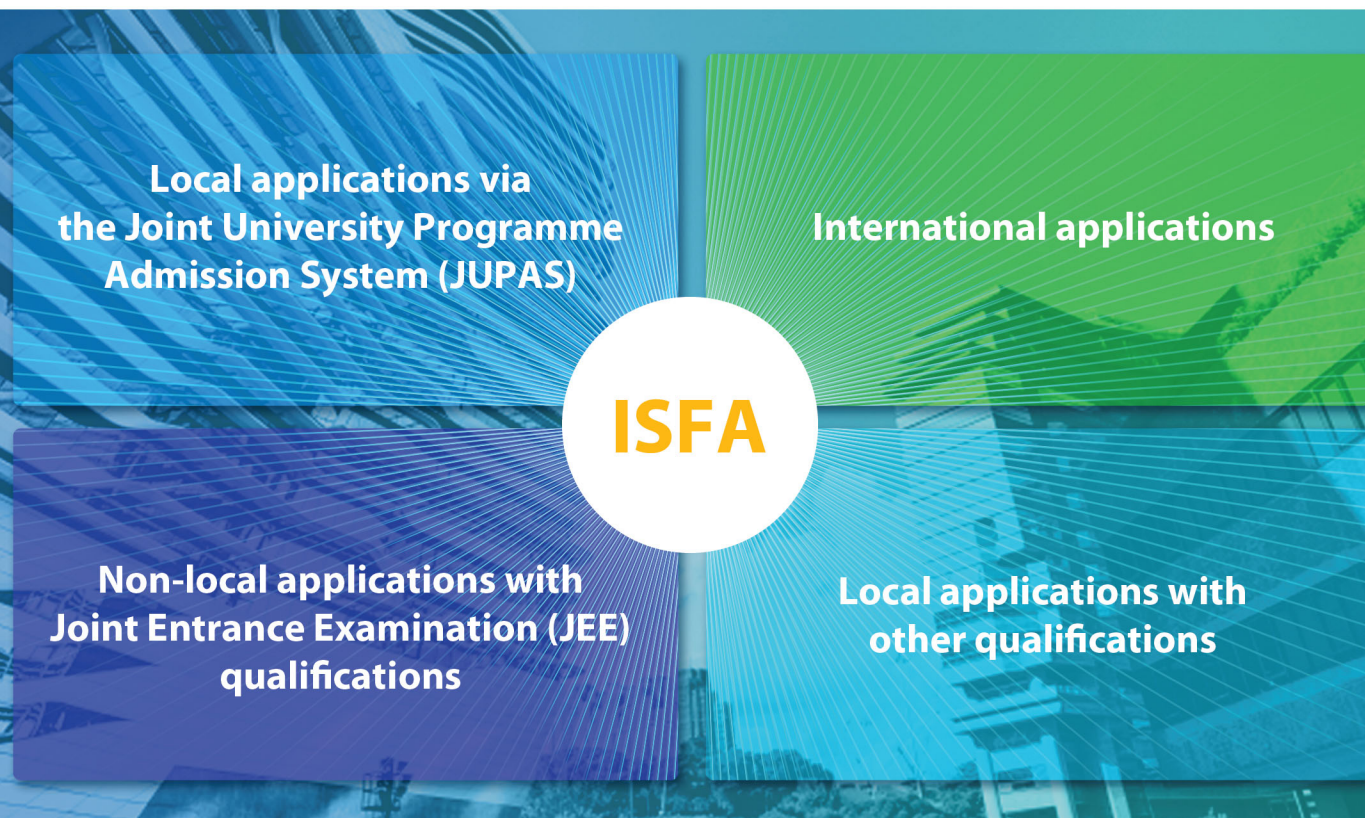 Local applications via
the Joint University Programme
Admission System (JUPAS)
International applications
ISFA
Non-local applications with
Joint Entrance Examination (JEE)
qualifications
Local applications with
other qualifications